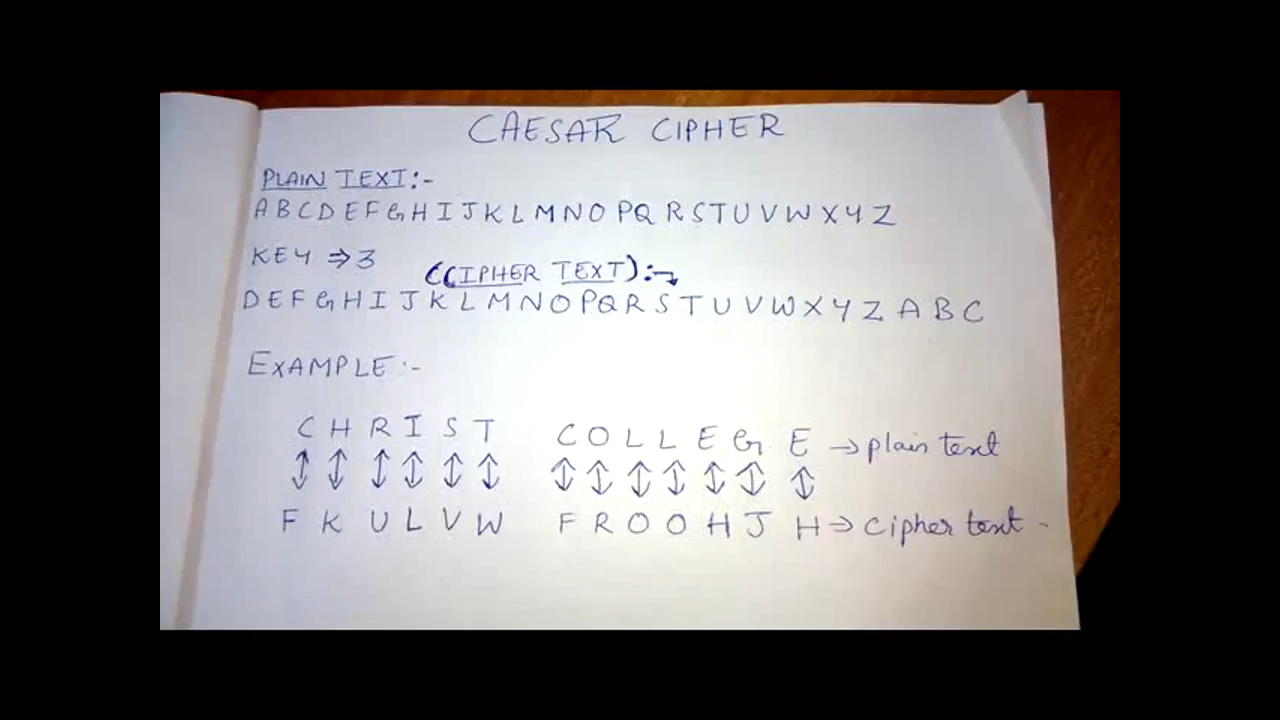 CAESAR CIPHER
PLAIN TEXT:-
A B C D E F G H I J K L M N O P Q R S T U V W X Y Z
KEY ⇒ 3
(CIPHER TEXT):-
D E F G H I J K L M N O P Q R S T U V W X Y Z A B C
EXAMPLE :-
C H R I S T C O L L E G E → plain text
↕ ↕ ↕ ↕ ↕ ↕ ↕ ↕ ↕ ↕ ↕ ↕ ↕
F K U L V W F R O O H J H → cipher text -